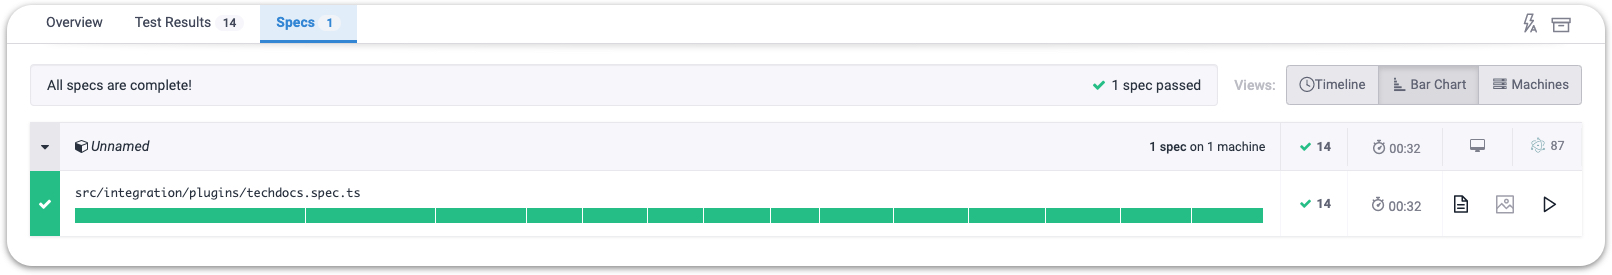 Overview Test Results 14 Specs 1
All specs are complete! 1 spec passed Views: Timeline Bar Chart Machines
Unnamed 1 spec on 1 machine 14 00:32 87
src/integration/plugins/techdocs.spec.ts 14 00:32